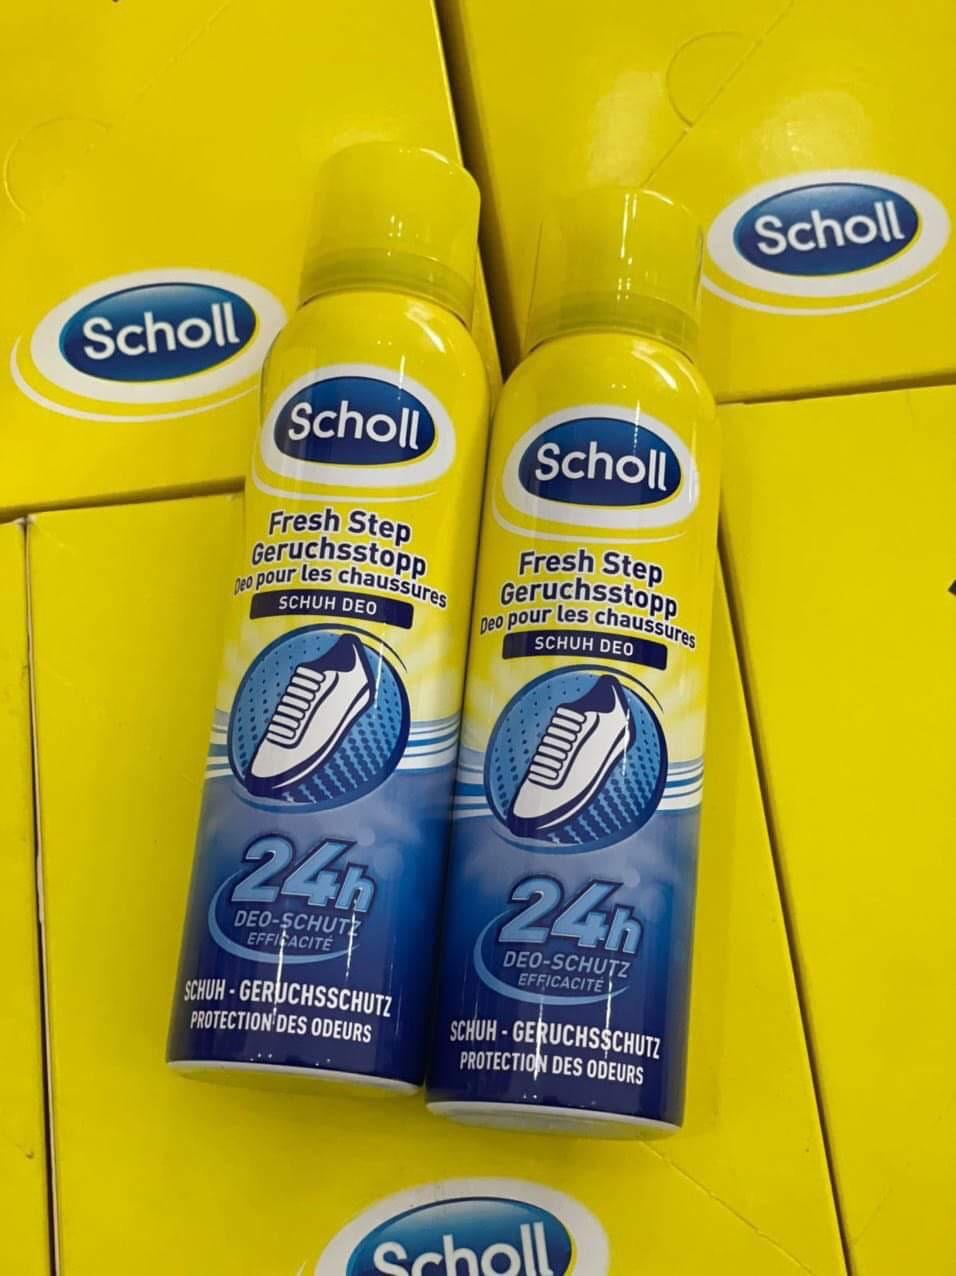 Scholl
Scholl
Scholl
Fresh Step
Geruchsstopp
Deo pour les chaussures
SCHUH DEO
24h
DEO-SCHUTZ
EFFICACITÉ
SCHUH - GERUCHSSCHUTZ
PROTECTION DES ODEURS
Scholl
Fresh Step
Geruchsstopp
Deo pour les chaussures
SCHUH DEO
24h
DEO-SCHUTZ
EFFICACITÉ
SCHUH - GERUCHSSCHUTZ
PROTECTION DES ODEURS
Scholl